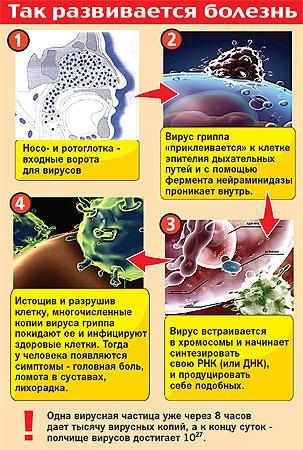 Так развивается болезнь
1
Носо- и ротоглотка -
входные ворота
для вирусов
2
Вирус гриппа
«приклеивается» к клетке
эпителия дыхательных
путей и с помощью
фермента нейраминидазы
проникает внутрь.
3
Вирус встраивается
в хромосомы и начинает
синтезировать
свою РНК (или ДНК),
и продуцировать
себе подобных.
4
Истощив и разрушив
клетку, многочисленные
копии вируса гриппа
покидают ее и инфицируют
здоровые клетки. Тогда
у человека появляются
симптомы - головная боль,
ломота в суставах,
лихорадка.
! Одна вирусная частица уже через 8 часов
дает тысячу вирусных копий, а к концу суток -
полчище вирусов достигает 10²⁷.